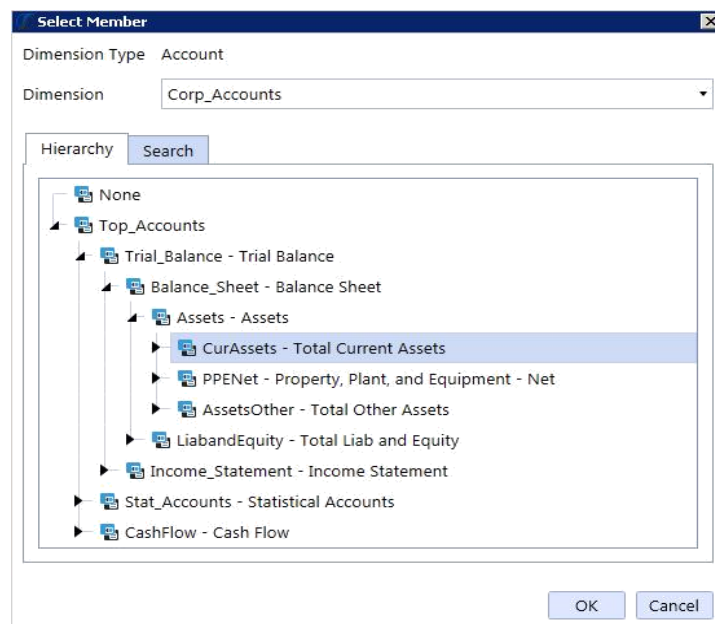 Select Member
Dimension Type Account
Dimension Corp_Accounts
Hierarchy Search
None
Top_Accounts
Trial_Balance - Trial Balance
Balance_Sheet - Balance Sheet
Assets - Assets
CurAssets - Total Current Assets
PPENet - Property, Plant, and Equipment - Net
AssetsOther - Total Other Assets
LiabandEquity - Total Liab and Equity
Income_Statement - Income Statement
Stat_Accounts - Statistical Accounts
CashFlow - Cash Flow
OK Cancel